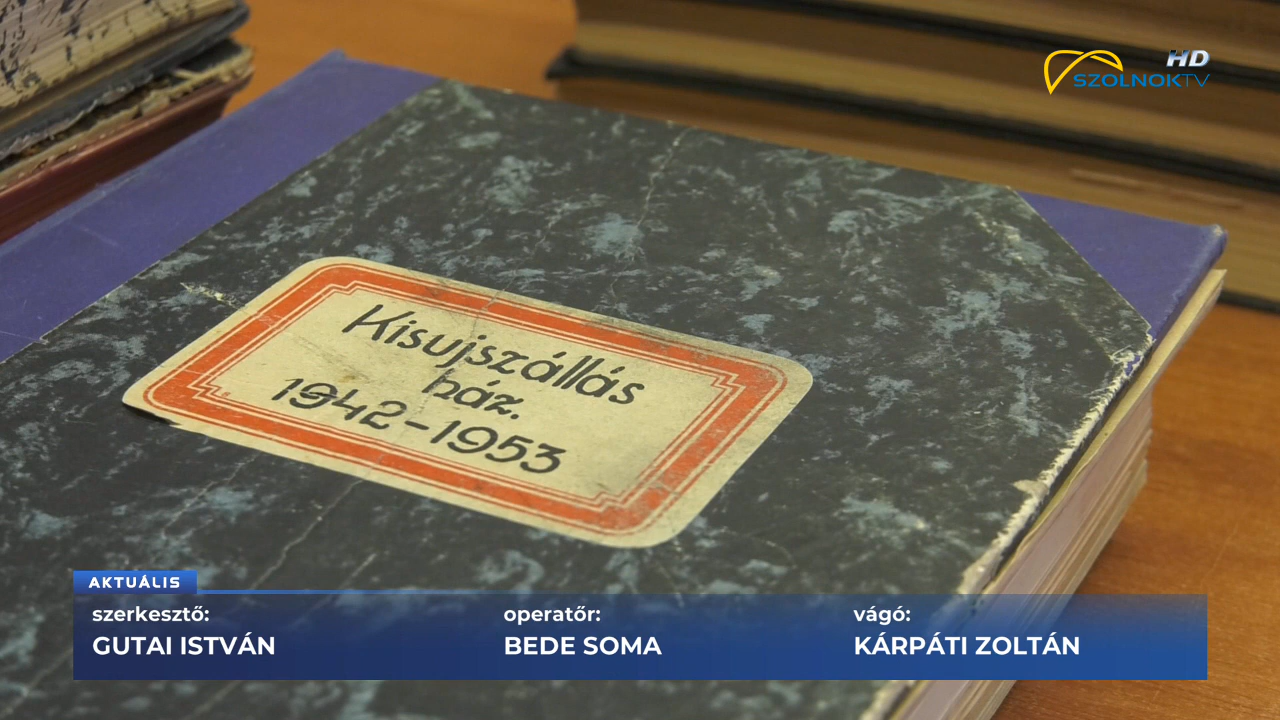 HD
SZOLNOKTV
Kisujszállás
ház.
1942-1953
AKTUÁLIS
szerkesztő:
GUTAI ISTVÁN
operatőr:
BEDE SOMA
vágó:
KÁRPÁTI ZOLTÁN